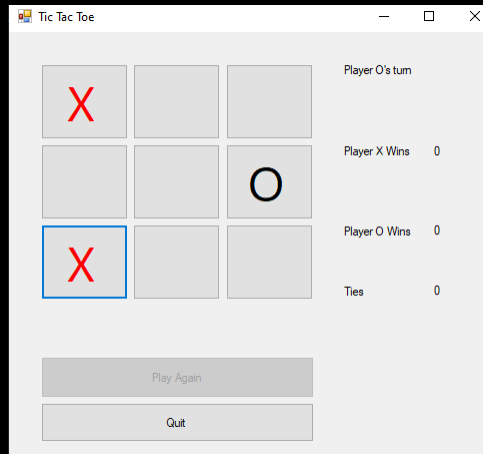 Tic Tac Toe
X
Player O's turn
O
Player X Wins 0
X
Player O Wins 0
Ties 0
Play Again
Quit